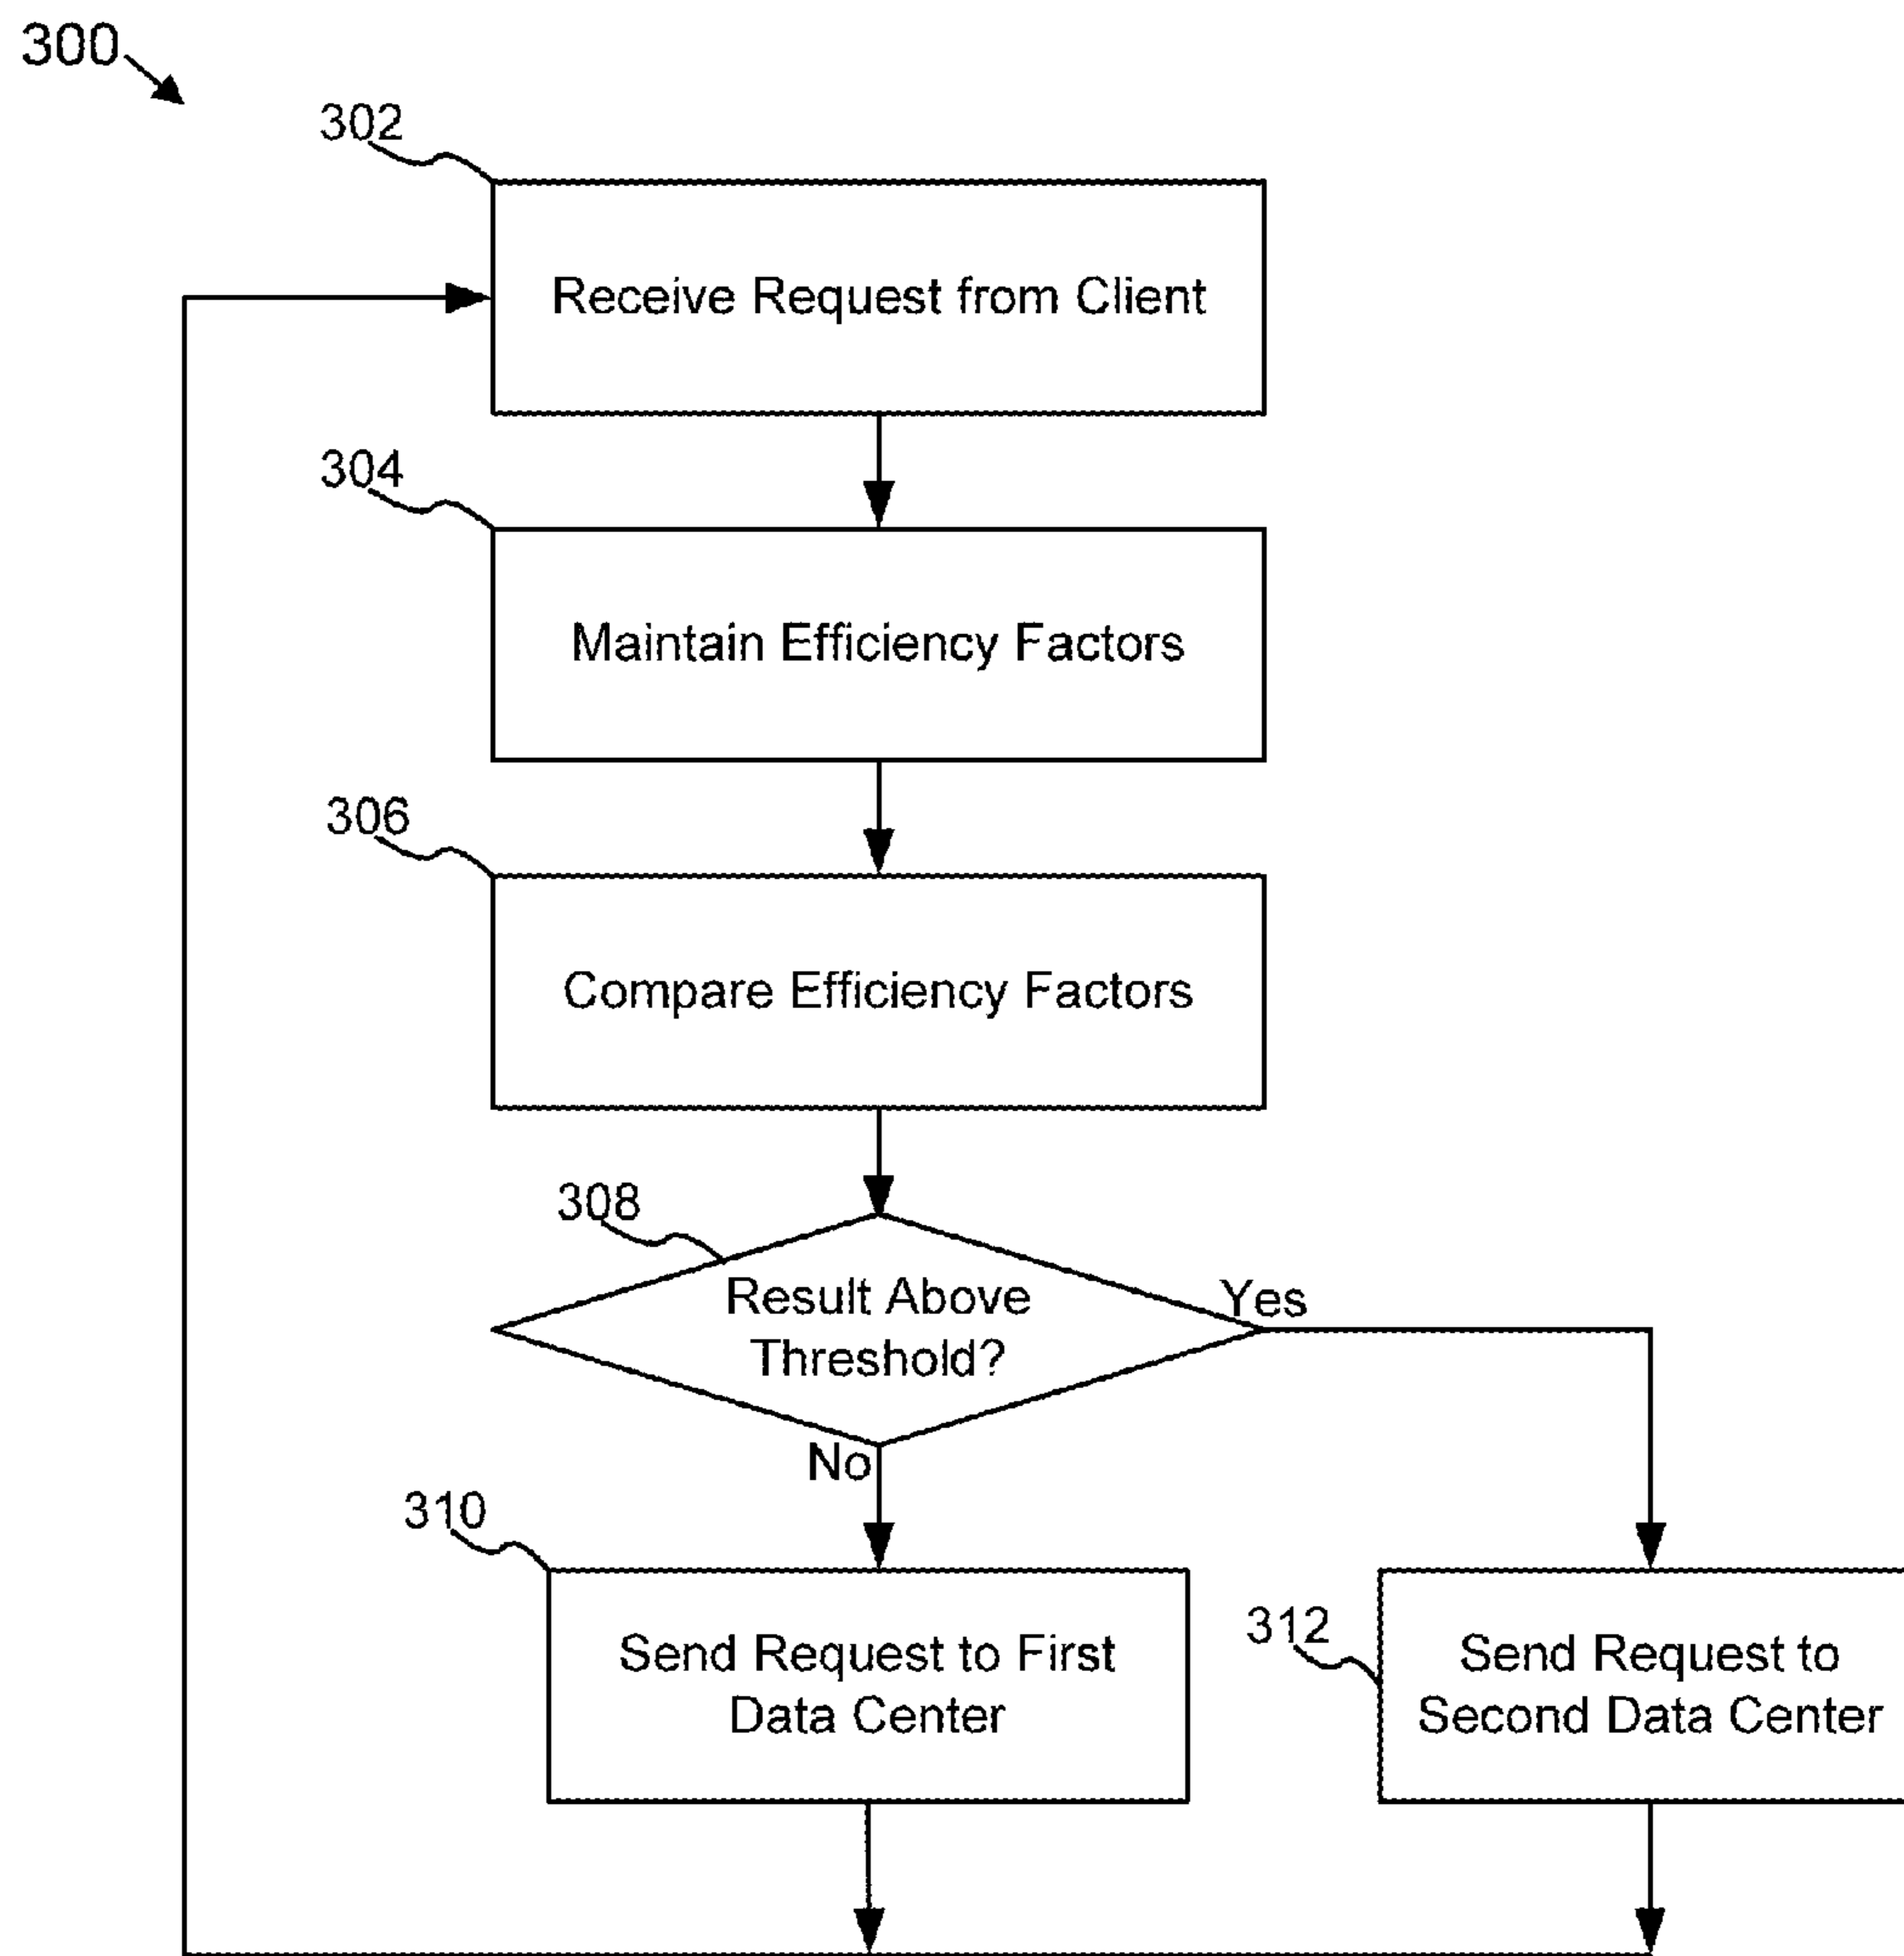 300
302
Receive Request from Client
304
Maintain Efficiency Factors
306
Compare Efficiency Factors
308
Result Above
Threshold?
Yes
No
310
Send Request to First
Data Center
312
Send Request to
Second Data Center